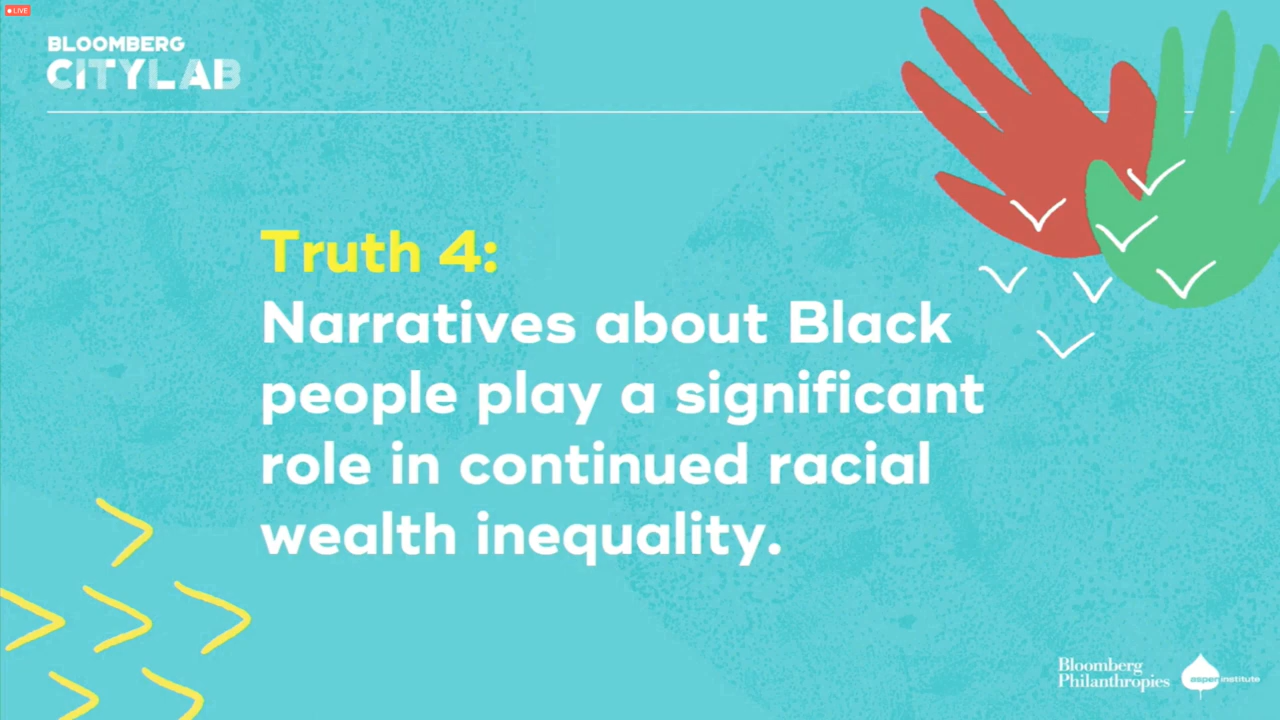 LIVE
BLOOMBERG
CITYLAB
Truth 4:
Narratives about Black
people play a significant
role in continued racial
wealth inequality.
Bloomberg
Philanthropies
aspen institute